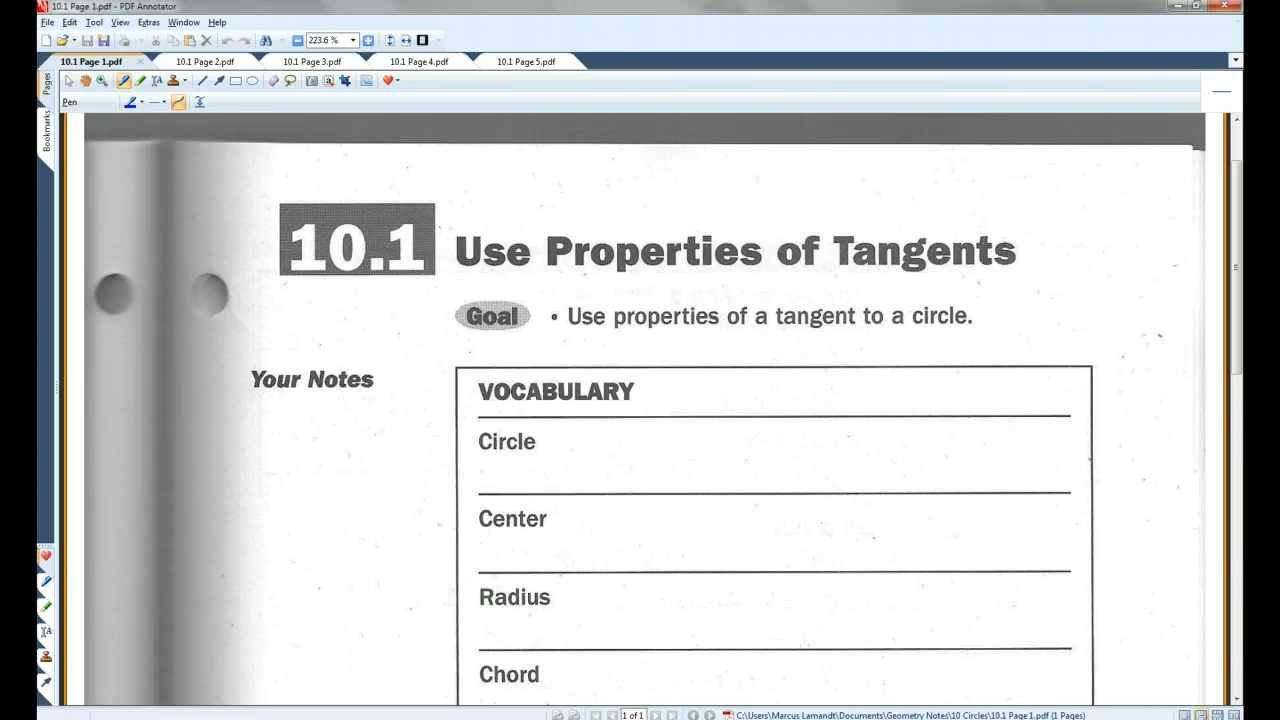 10.1 Page 1.pdf - PDF Annotator
File Edit Tool View Extras Window Help
223.6 %
10.1 Page 1.pdf 10.1 Page 2.pdf 10.1 Page 3.pdf 10.1 Page 4.pdf 10.1 Page 5.pdf
Pages
Bookmarks
Pen
10.1 Use Properties of Tangents
Goal • Use properties of a tangent to a circle.
Your Notes
VOCABULARY
Circle
Center
Radius
Chord
1 of 1 C:\Users\Marcus Lamandt\Documents\Geometry Notes\10 Circles\10.1 Page 1.pdf (1 Pages)